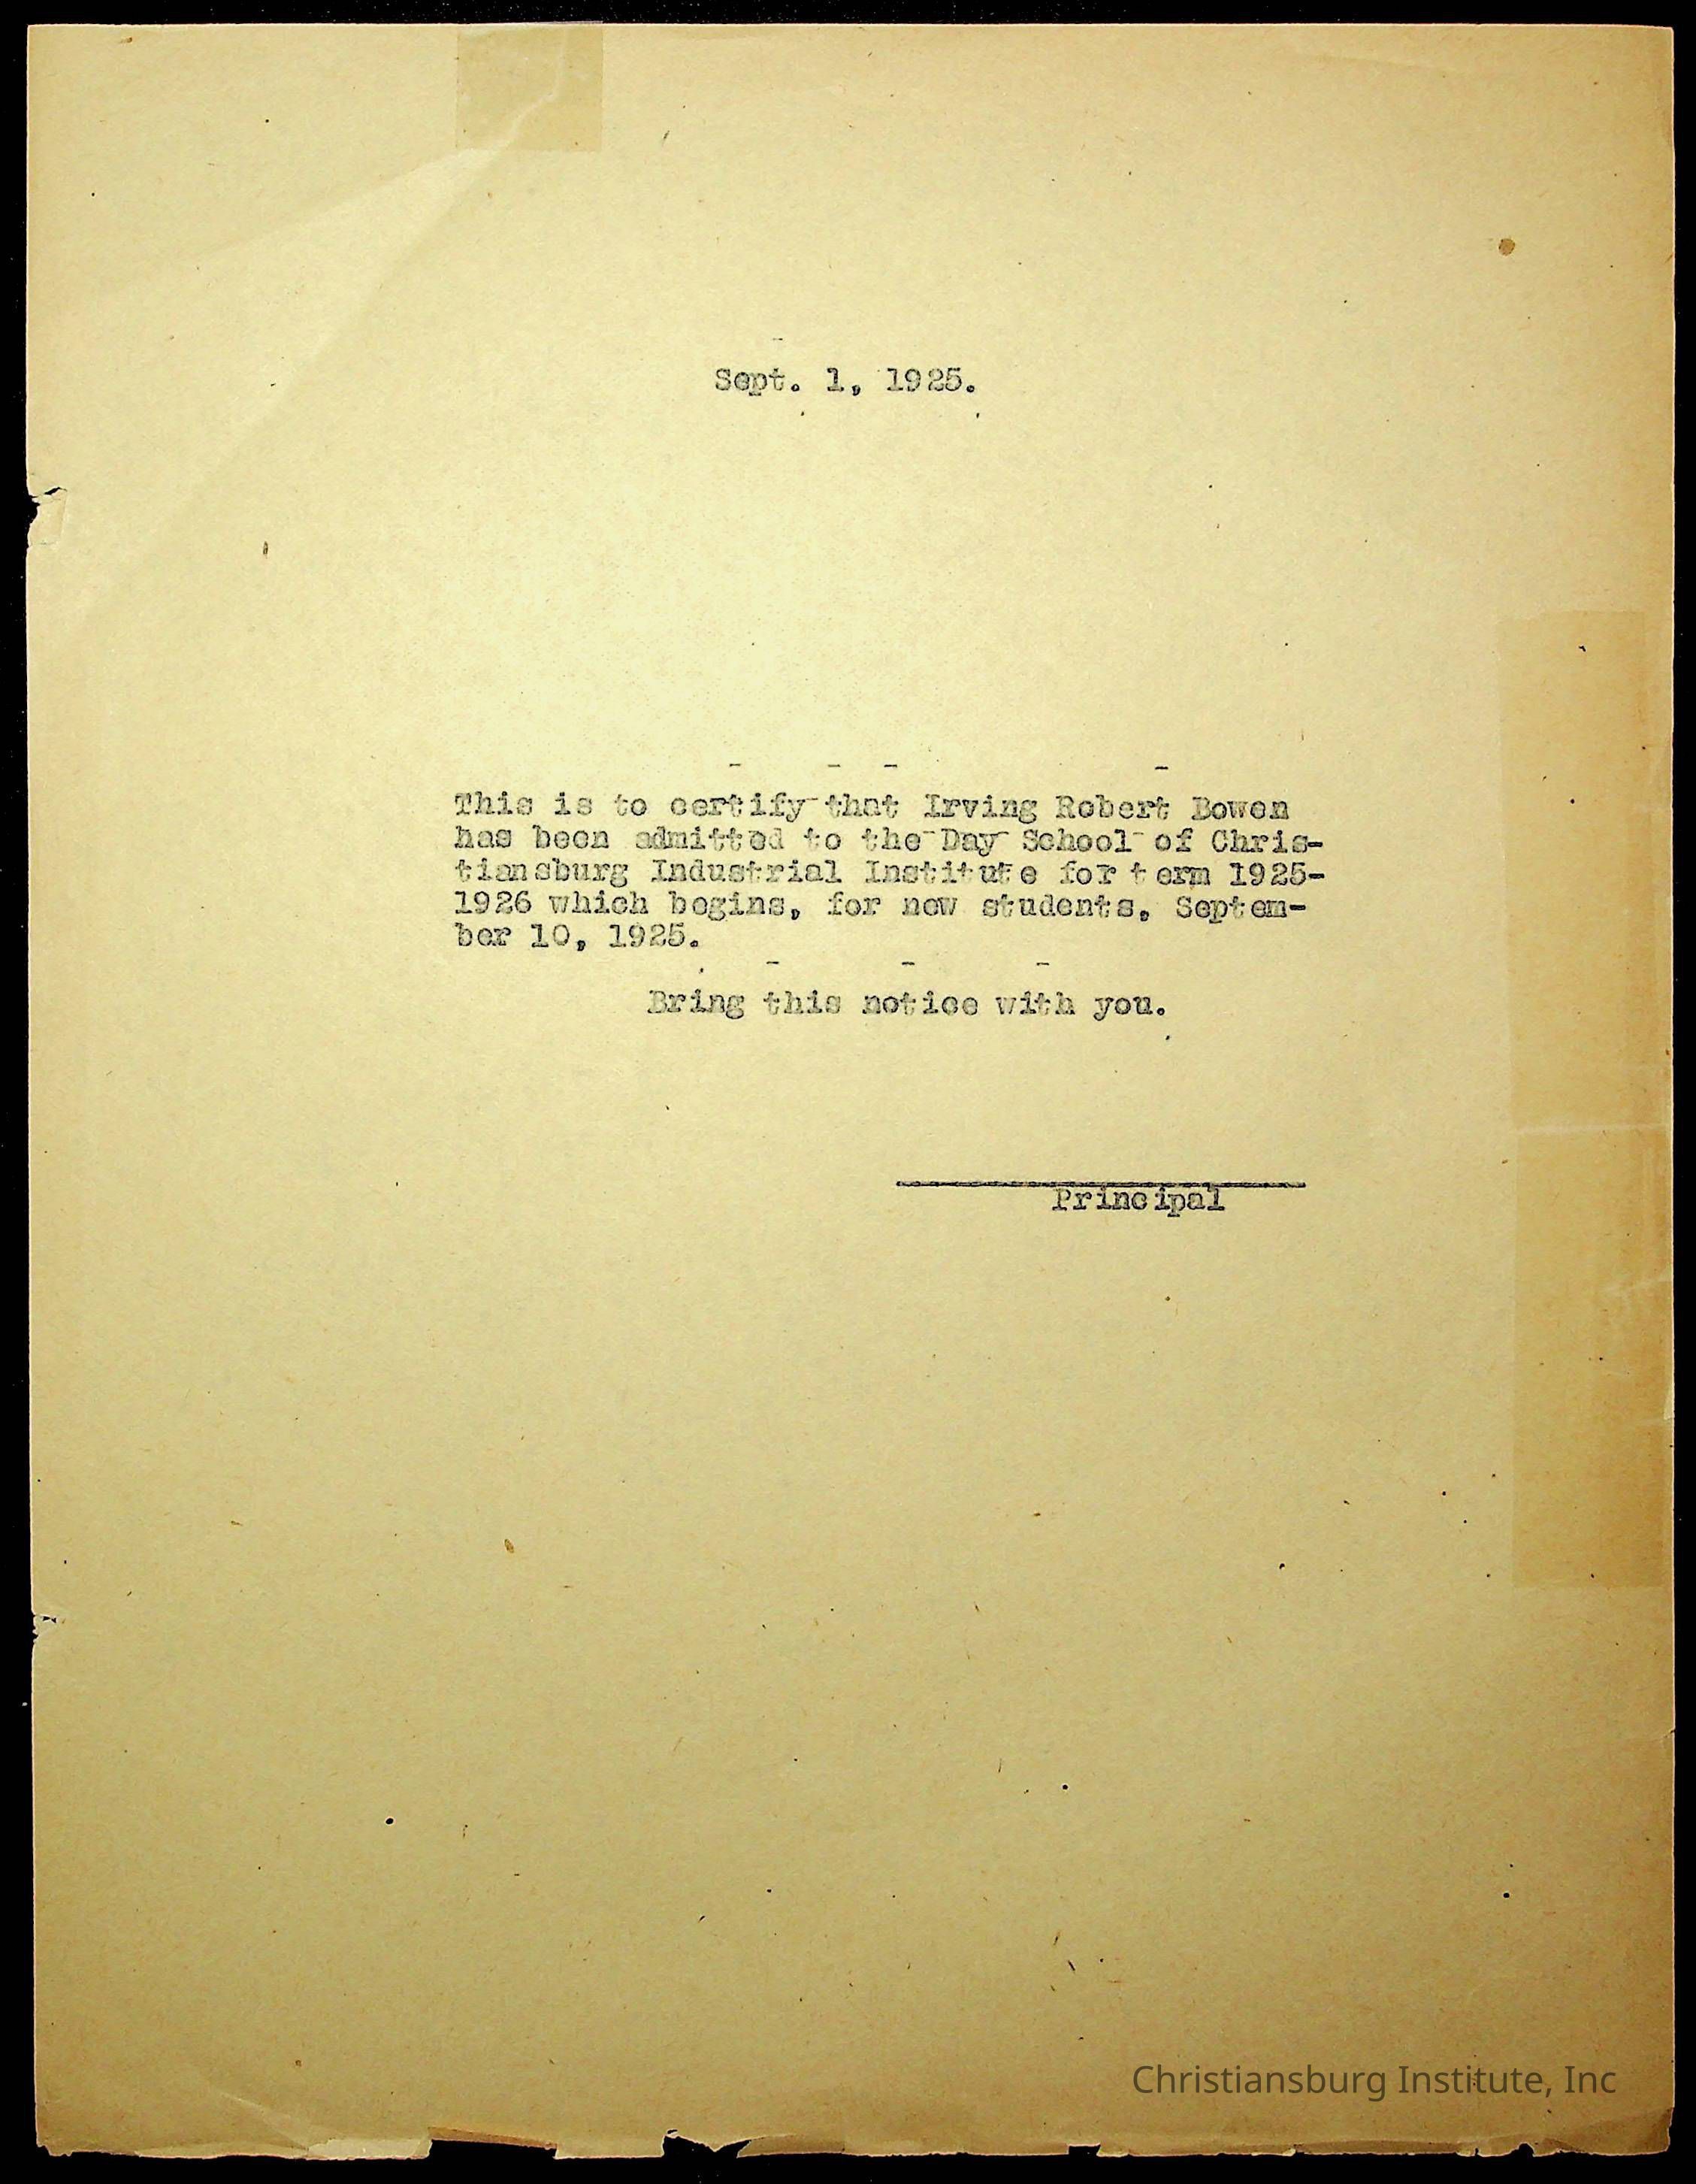 Sept. 1, 1925.
This is to certify that Irving Robert Bowen
has been admitted to the Day School of Chris-
tiansburg Industrial Institute for term 1925-
1926 which begins, for new students, Septem-
ber 10, 1925.
Bring this notice with you.
Principal
Christiansburg Institute, Inc